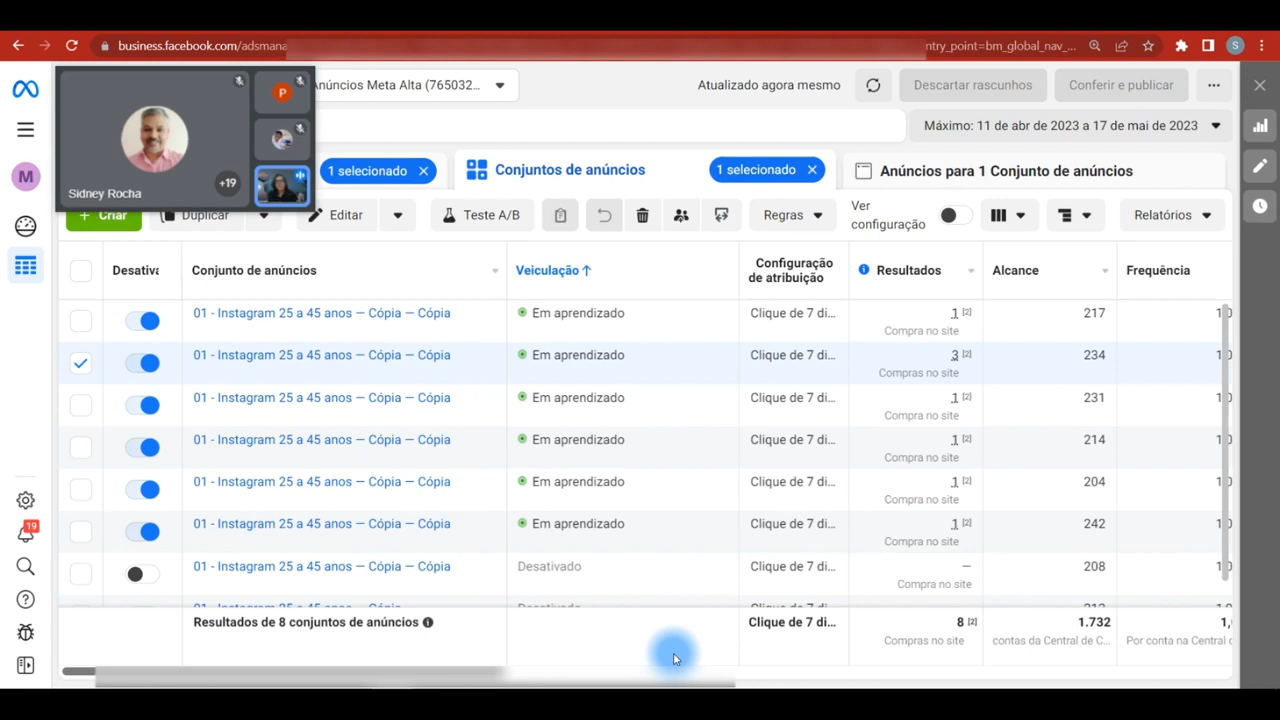 business.facebook.com/adsmana
ntry_point=bm_global_nav_...
S
Anúncios Meta Alta (765032...
Atualizado agora mesmo
Descartar rascunhos
Conferir e publicar
Máximo: 11 de abr de 2023 a 17 de mai de 2023
P
Sidney Rocha
+19
M
1 selecionado
Conjuntos de anúncios
1 selecionado
Anúncios para 1 Conjunto de anúncios
+ Criar
Duplicar
Editar
Teste A/B
Regras
Ver configuração
Relatórios
Desativa
Conjunto de anúncios
Veiculação ↑
Configuração de atribuição
Resultados
Alcance
Frequência
01 - Instagram 25 a 45 anos — Cópia — Cópia Em aprendizado Clique de 7 di... 1 [2] 217
Compra no site
01 - Instagram 25 a 45 anos — Cópia — Cópia Em aprendizado Clique de 7 di... 3 [2] 234
Compras no site
01 - Instagram 25 a 45 anos — Cópia — Cópia Em aprendizado Clique de 7 di... 1 [2] 231
Compra no site
01 - Instagram 25 a 45 anos — Cópia — Cópia Em aprendizado Clique de 7 di... 1 [2] 214
Compra no site
01 - Instagram 25 a 45 anos — Cópia — Cópia Em aprendizado Clique de 7 di... 1 [2] 204
Compra no site
01 - Instagram 25 a 45 anos — Cópia — Cópia Em aprendizado Clique de 7 di... 1 [2] 242
Compra no site
01 - Instagram 25 a 45 anos — Cópia — Cópia Desativado Clique de 7 di... — 208
Compra no site
Resultados de 8 conjuntos de anúncios Clique de 7 di... 8 [2] 1.732 1,
Compras no site contas da Central de C... Por conta na Central
19